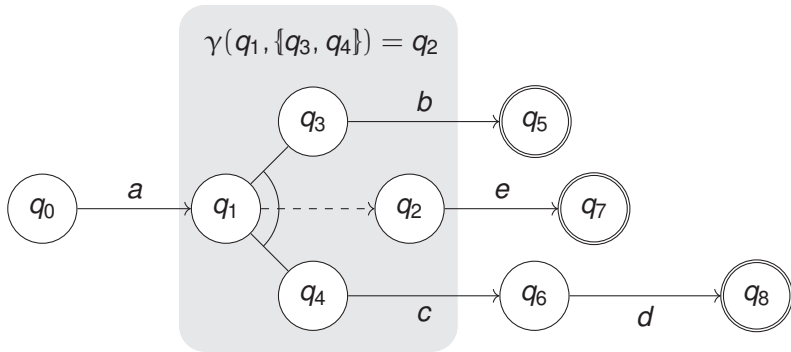 γ(q₁, {|q₃, q₄|}) = q₂
q₃
b
q₅
q₀
a
q₁
q₂
e
q₇
q₄
c
q₆
d
q₈